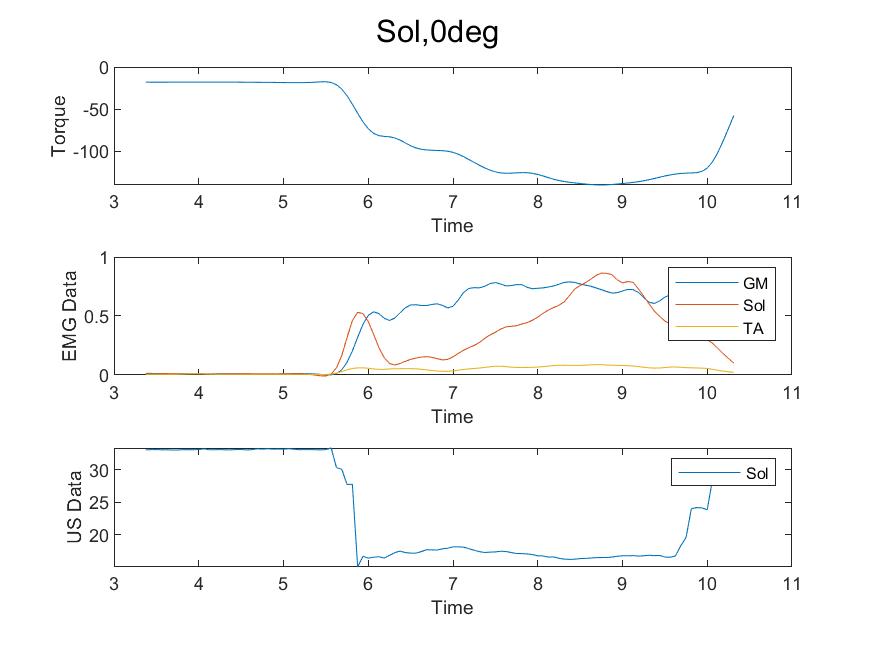 Sol,0deg
0
-50
-100
Torque
3 4 5 6 7 8 9 10 11
Time
1
0.5
0
EMG Data
GM
Sol
TA
3 4 5 6 7 8 9 10 11
Time
30
25
20
US Data
Sol
3 4 5 6 7 8 9 10 11
Time